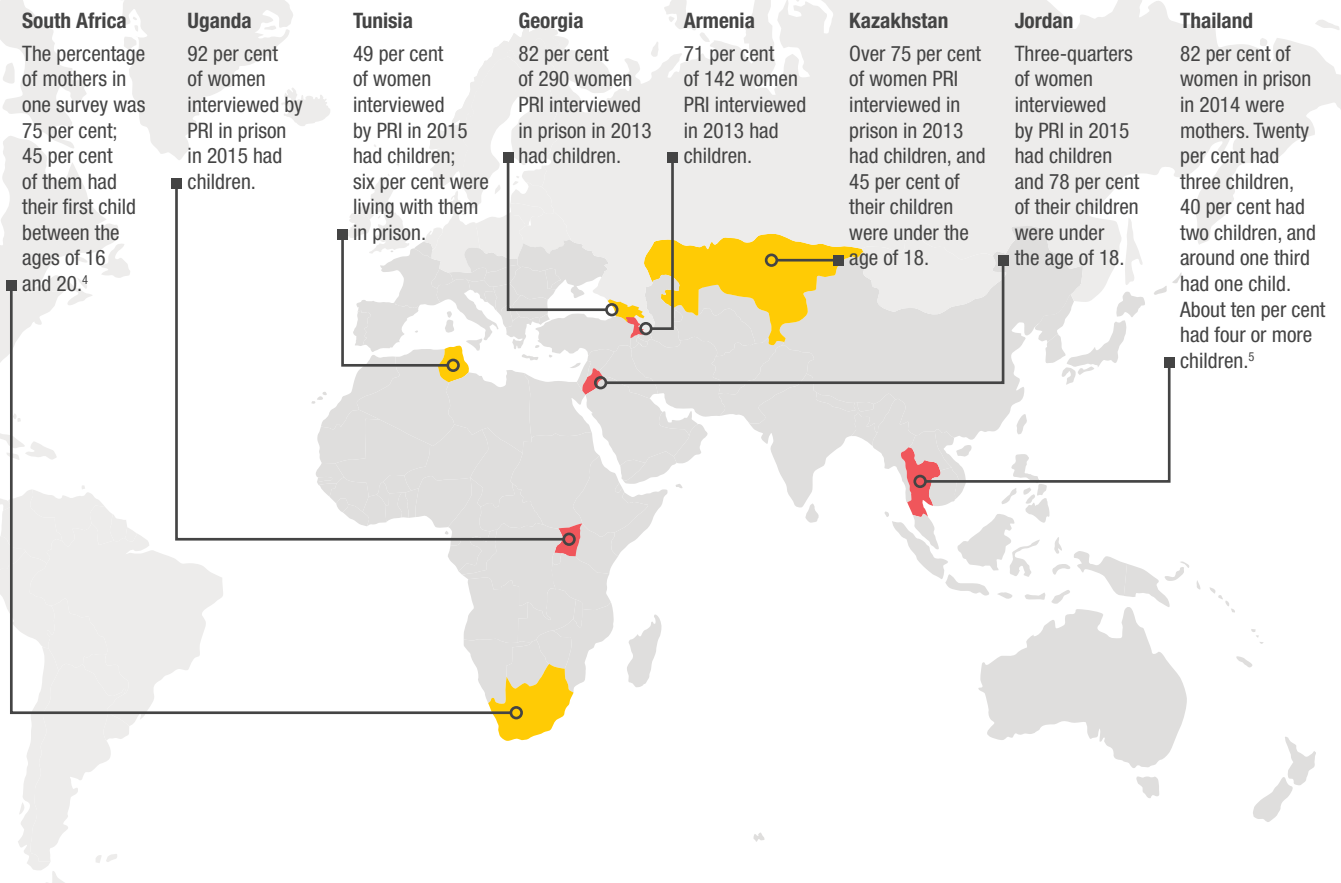 South Africa
The percentage
of mothers in
one survey was
75 per cent;
45 per cent
of them had
their first child
between the
ages of 16
and 20.4
Uganda
92 per cent
of women
interviewed by
PRI in prison
in 2015 had
children.
Tunisia
49 per cent
of women
interviewed
by PRI in 2015
had children;
six per cent were
living with them
in prison.
Georgia
82 per cent
of 290 women
PRI interviewed
in prison in 2013
had children.
Armenia
71 per cent
of 142 women
PRI interviewed
in 2013 had
children.
Kazakhstan
Over 75 per cent
of women PRI
interviewed in
prison in 2013
had children, and
45 per cent of
their children
were under the
age of 18.
Jordan
Three-quarters
of women
interviewed
by PRI in 2015
had children
and 78 per cent
of their children
were under
the age of 18.
Thailand
82 per cent of
women in prison
in 2014 were
mothers. Twenty
per cent had
three children,
40 per cent had
two children, and
around one third
had one child.
About ten per cent
had four or more
children.5